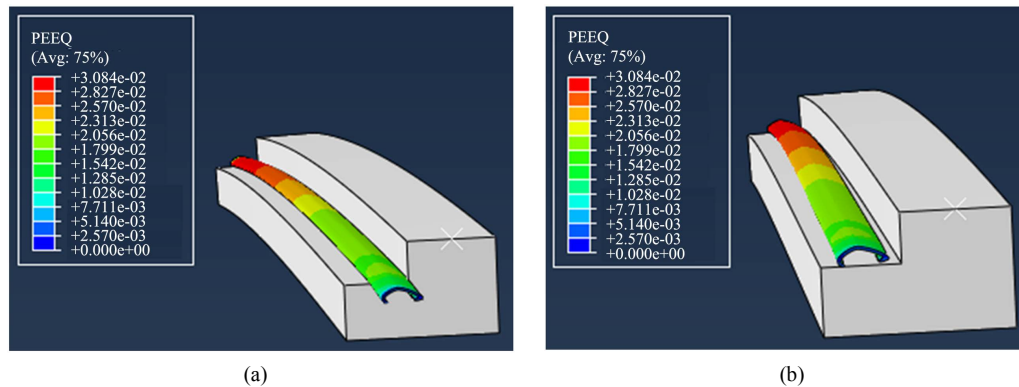 PEEQ
(Avg: 75%)
+3.084e-02
+2.827e-02
+2.570e-02
+2.313e-02
+2.056e-02
+1.799e-02
+1.542e-02
+1.285e-02
+1.028e-02
+7.711e-03
+5.140e-03
+2.570e-03
+0.000e+00
(a)
PEEQ
(Avg: 75%)
+3.084e-02
+2.827e-02
+2.570e-02
+2.313e-02
+2.056e-02
+1.799e-02
+1.542e-02
+1.285e-02
+1.028e-02
+7.711e-03
+5.140e-03
+2.570e-03
+0.000e+00
(b)